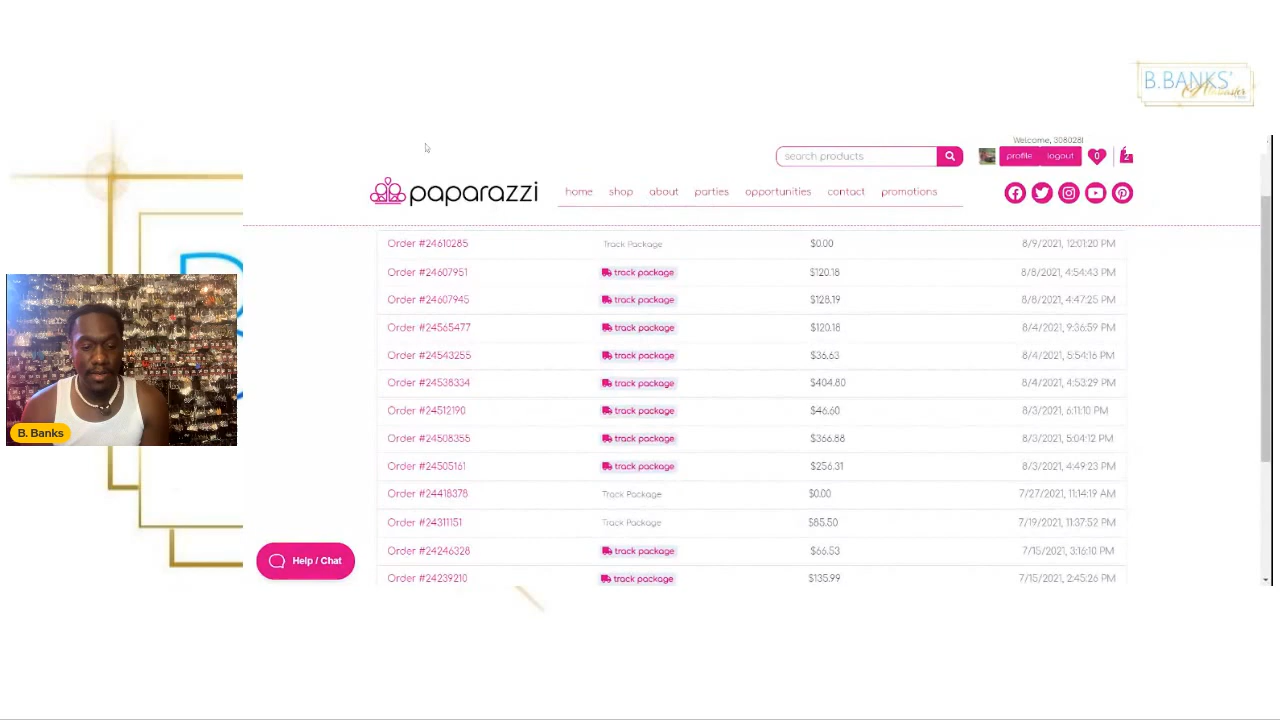 B.BANKS'
Welcome, 3080281
search products
profile
logout
0
2
paparazzi
home shop about parties opportunities contact promotions
Order #24610285 Track Package $0.00 8/9/2021, 12:01:20 PM
Order #24607951 track package $120.18 8/8/2021, 4:54:43 PM
Order #24607945 track package $128.19 8/8/2021, 4:47:25 PM
Order #24565477 track package $120.18 8/4/2021, 9:36:59 PM
Order #24543255 track package $36.63 8/4/2021, 5:54:16 PM
Order #24538334 track package $404.80 8/4/2021, 4:53:29 PM
Order #24512190 track package $46.60 8/3/2021, 6:11:10 PM
Order #24508355 track package $366.88 8/3/2021, 5:04:12 PM
Order #24505161 track package $256.31 8/3/2021, 4:49:23 PM
Order #24418378 Track Package $0.00 7/27/2021, 11:14:19 AM
Order #24311151 Track Package $85.50 7/19/2021, 11:37:52 PM
Order #24246328 track package $66.53 7/15/2021, 3:16:10 PM
Order #24239210 track package $135.99 7/15/2021, 2:45:26 PM
B. Banks
Help / Chat